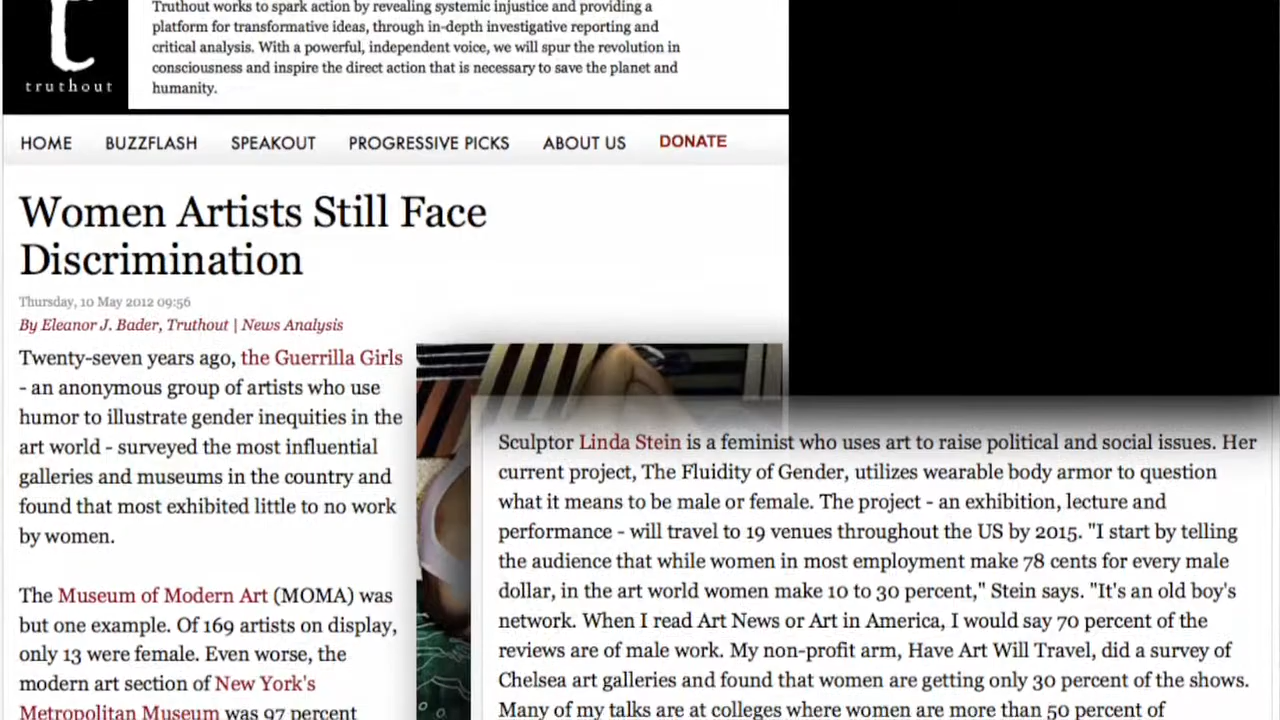 Truthout works to spark action by revealing systemic injustice and providing a
platform for transformative ideas, through in-depth investigative reporting and
critical analysis. With a powerful, independent voice, we will spur the revolution in
consciousness and inspire the direct action that is necessary to save the planet and
humanity.
t
truthout
HOME BUZZFLASH SPEAKOUT PROGRESSIVE PICKS ABOUT US DONATE
Women Artists Still Face
Discrimination
Thursday, 10 May 2012 09:56
By Eleanor J. Bader, Truthout | News Analysis
Twenty-seven years ago, the Guerrilla Girls
- an anonymous group of artists who use
humor to illustrate gender inequities in the
art world - surveyed the most influential
galleries and museums in the country and
found that most exhibited little to no work
by women.
The Museum of Modern Art (MOMA) was
but one example. Of 169 artists on display,
only 13 were female. Even worse, the
modern art section of New York's
Metropolitan Museum was 97 percent
Sculptor Linda Stein is a feminist who uses art to raise political and social issues. Her
current project, The Fluidity of Gender, utilizes wearable body armor to question
what it means to be male or female. The project - an exhibition, lecture and
performance - will travel to 19 venues throughout the US by 2015. "I start by telling
the audience that while women in most employment make 78 cents for every male
dollar, in the art world women make 10 to 30 percent," Stein says. "It's an old boy's
network. When I read Art News or Art in America, I would say 70 percent of the
reviews are of male work. My non-profit arm, Have Art Will Travel, did a survey of
Chelsea art galleries and found that women are getting only 30 percent of the shows.
Many of my talks are at colleges where women are more than 50 percent of